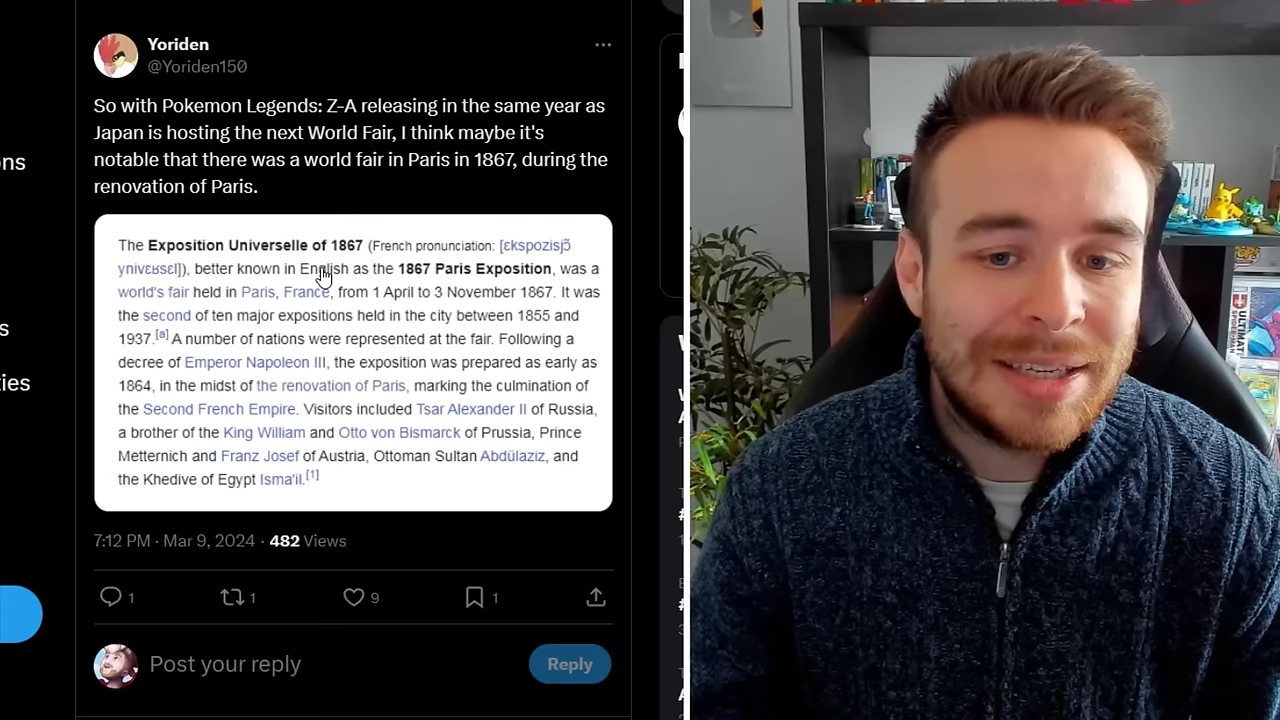 Yoriden
@Yoriden150
So with Pokemon Legends: Z-A releasing in the same year as
Japan is hosting the next World Fair, I think maybe it's
notable that there was a world fair in Paris in 1867, during the
renovation of Paris.
The Exposition Universelle of 1867 (French pronunciation: [ɛkspozisjɔ̃
ynivɛʁsɛl]), better known in English as the 1867 Paris Exposition, was a
world's fair held in Paris, France, from 1 April to 3 November 1867. It was
the second of ten major expositions held in the city between 1855 and
1937.[a] A number of nations were represented at the fair. Following a
decree of Emperor Napoleon III, the exposition was prepared as early as
1864, in the midst of the renovation of Paris, marking the culmination of
the Second French Empire. Visitors included Tsar Alexander II of Russia,
a brother of the King William and Otto von Bismarck of Prussia, Prince
Metternich and Franz Josef of Austria, Ottoman Sultan Abdülaziz, and
the Khedive of Egypt Isma'il.[1]
7:12 PM · Mar 9, 2024 · 482 Views
1 1 9 1
Post your reply
Reply
ons
s
ties
ULTIMAT
SPIDER